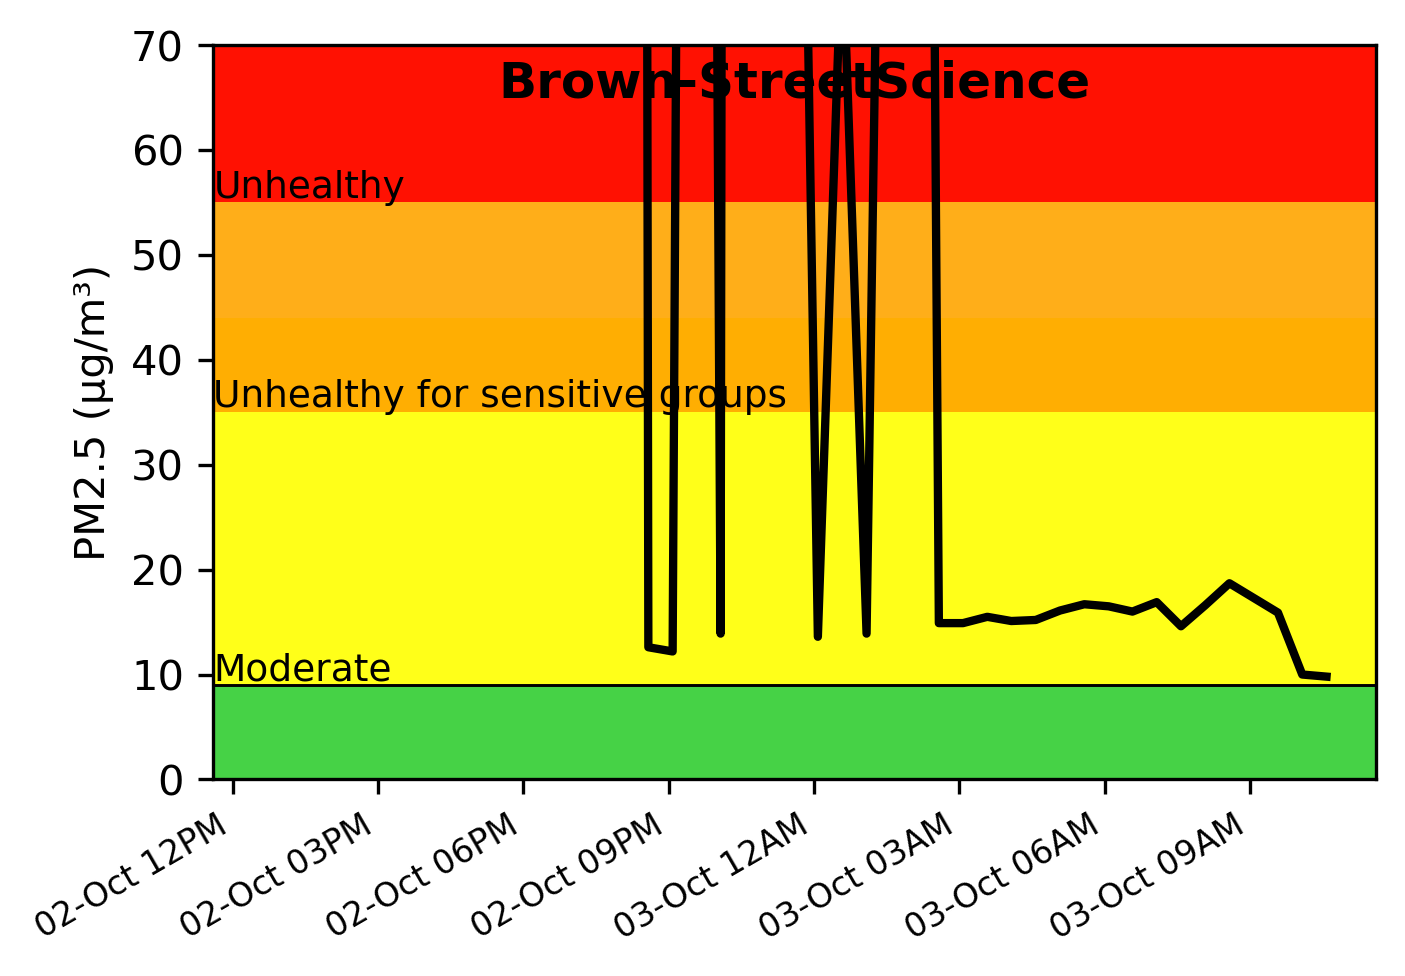 Brown-StreetScience
PM2.5 (µg/m³)
70
60
50
40
30
20
10
0
Unhealthy
Unhealthy for sensitive groups
Moderate
02-Oct 12PM
02-Oct 03PM
02-Oct 06PM
02-Oct 09PM
03-Oct 12AM
03-Oct 03AM
03-Oct 06AM
03-Oct 09AM